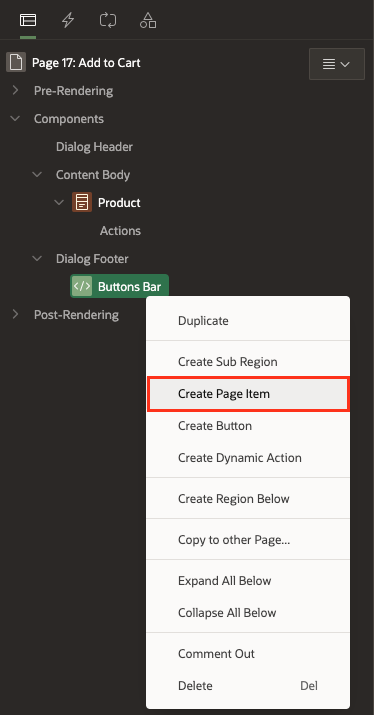 Page 17: Add to Cart
Pre-Rendering
Components
Dialog Header
Content Body
Product
Actions
Dialog Footer
Buttons Bar
Post-Rendering
Duplicate
Create Sub Region
Create Page Item
Create Button
Create Dynamic Action
Create Region Below
Copy to other Page...
Expand All Below
Collapse All Below
Comment Out
Delete Del